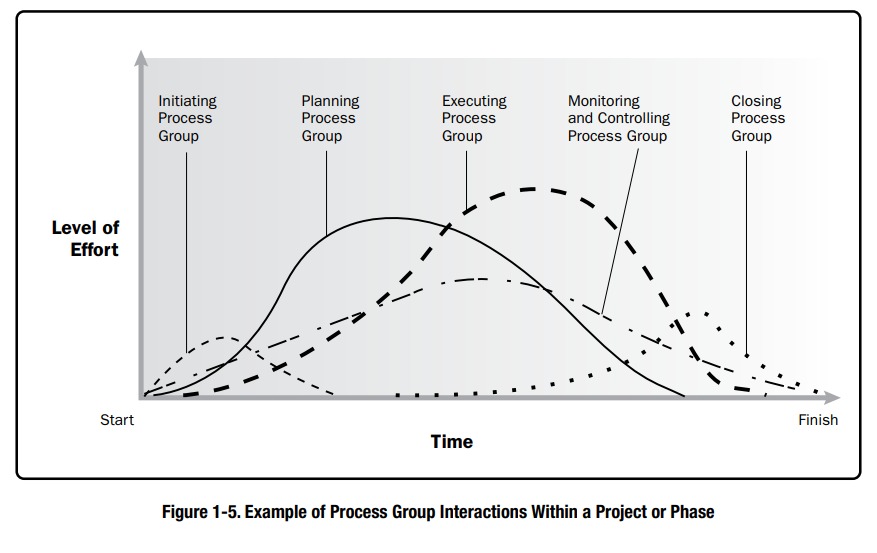 Initiating
Process
Group
Planning
Process
Group
Executing
Process
Group
Monitoring
and Controlling
Process Group
Closing
Process
Group
Level of
Effort
Start
Finish
Time
Figure 1-5. Example of Process Group Interactions Within a Project or Phase